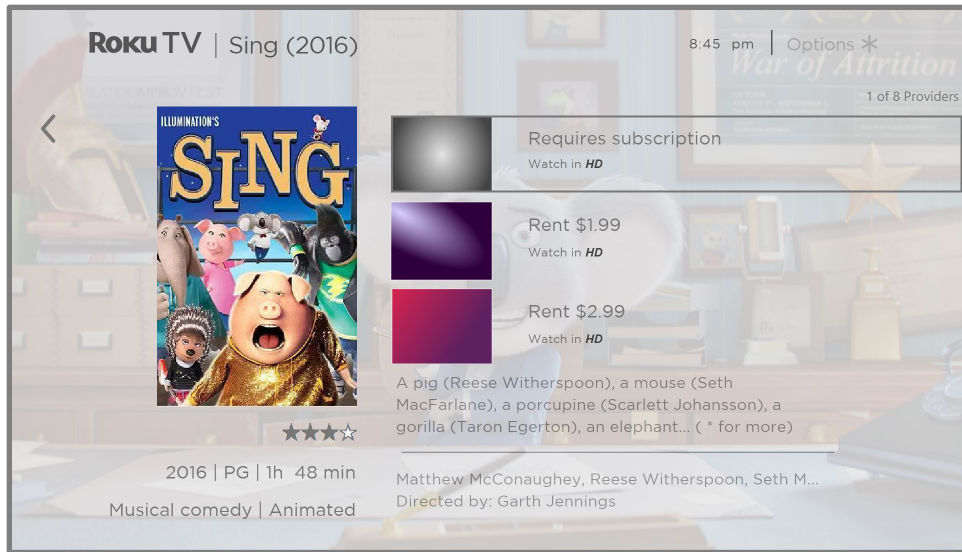 Roku TV | Sing (2016)
8:45 pm | Options *
War of Attrition
1 of 8 Providers
ILLUMINATION'S
SING
Requires subscription
Watch in HD
Rent $1.99
Watch in HD
Rent $2.99
Watch in HD
A pig (Reese Witherspoon), a mouse (Seth
MacFarlane), a porcupine (Scarlett Johansson), a
gorilla (Taron Egerton), an elephant... ( * for more)
2016 | PG | 1h 48 min
Musical comedy | Animated
Matthew McConaughey, Reese Witherspoon, Seth M...
Directed by: Garth Jennings